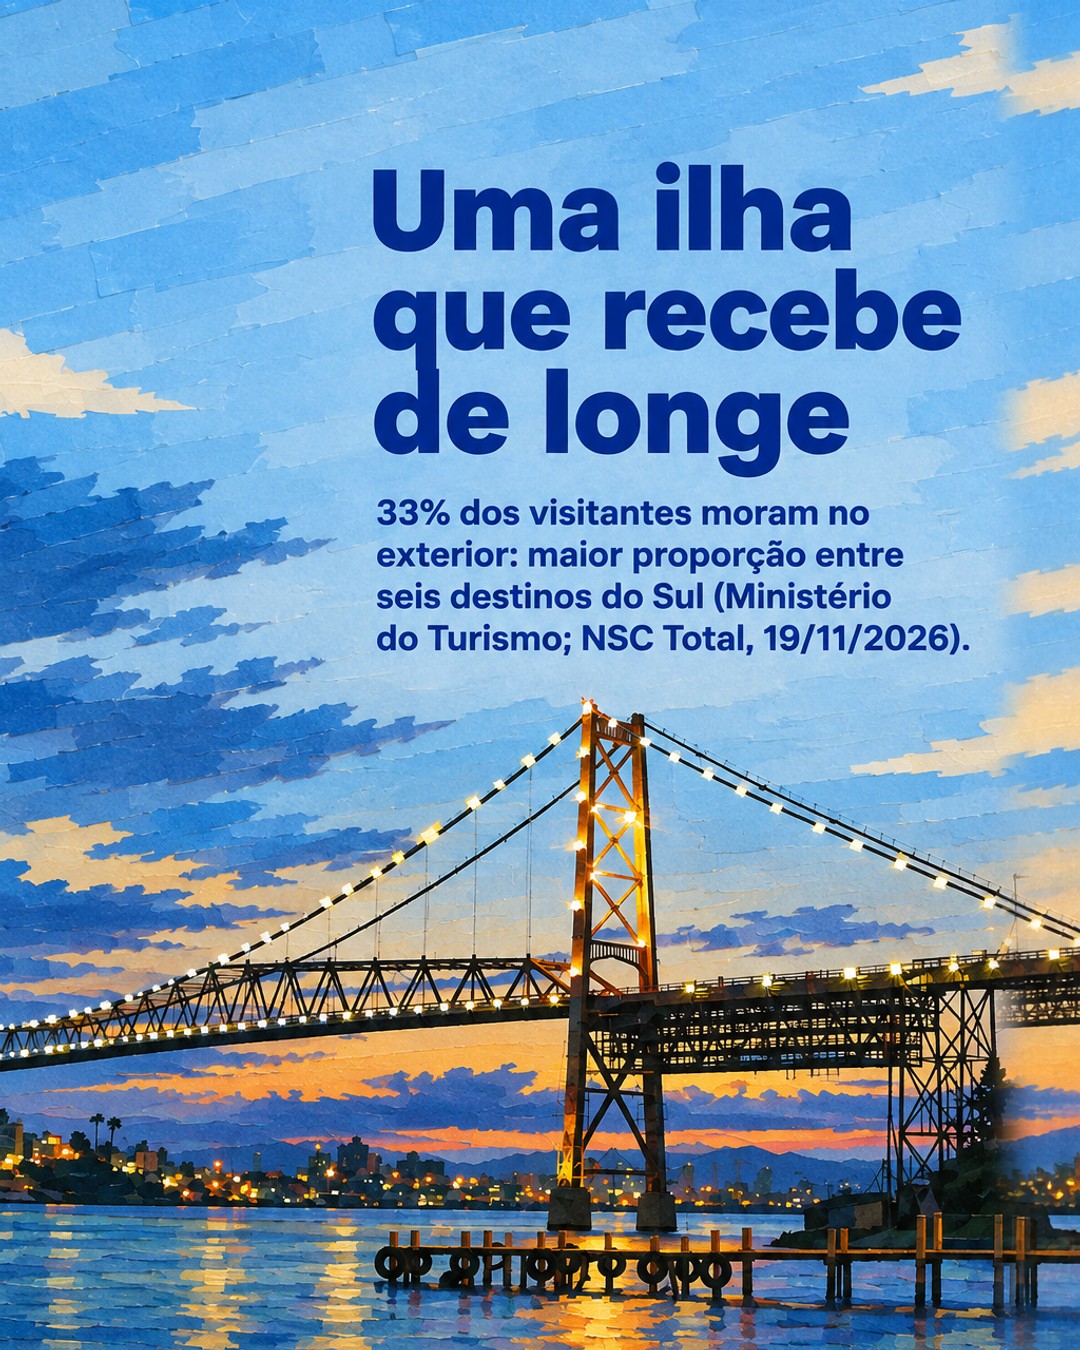 Uma ilha
que recebe
de longe
33% dos visitantes moram no
exterior: maior proporção entre
seis destinos do Sul (Ministério
do Turismo; NSC Total, 19/11/2026).